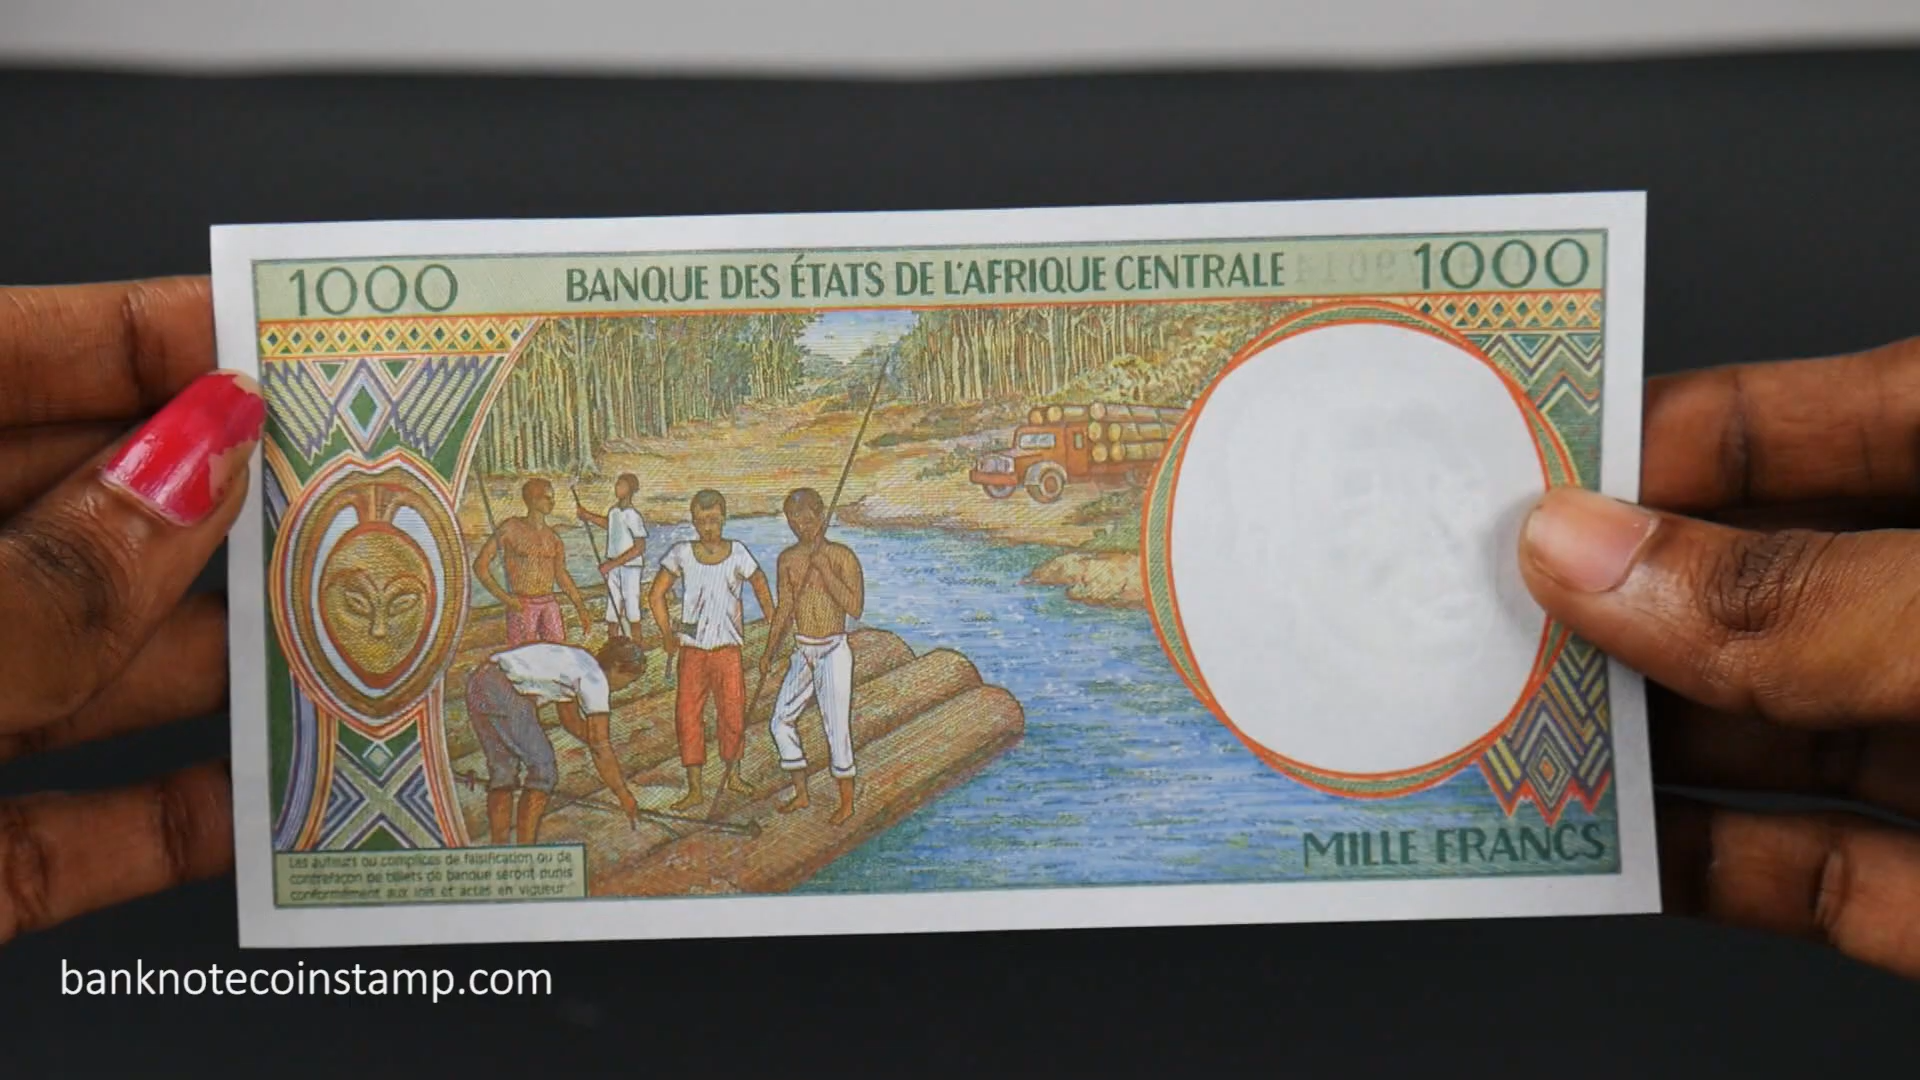 1000 BANQUE DES ÉTATS DE L'AFRIQUE CENTRALE 1000
MILLE FRANCS
Les auteurs ou complices de falsification ou de
contrefaçon de billets de banque seront punis
conformément aux lois et actes en vigueur
banknotecoinstamp.com